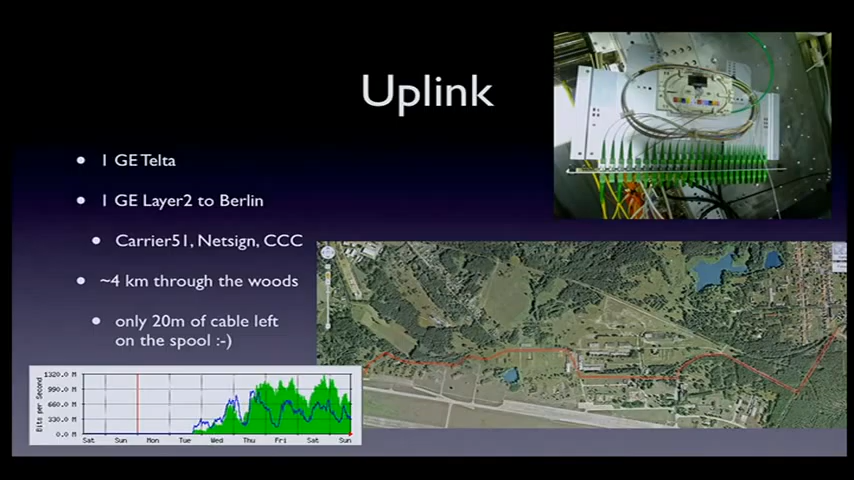 Uplink
• 1 GE Telta
• 1 GE Layer2 to Berlin
• Carrier51, Netsign, CCC
• ~4 km through the woods
• only 20m of cable left
on the spool :-)
Bits per Second
1320.0 M
990.0 M
660.0 M
330.0 M
0.0 M
Sat Sun Mon Tue Wed Thu Fri Sat Sun